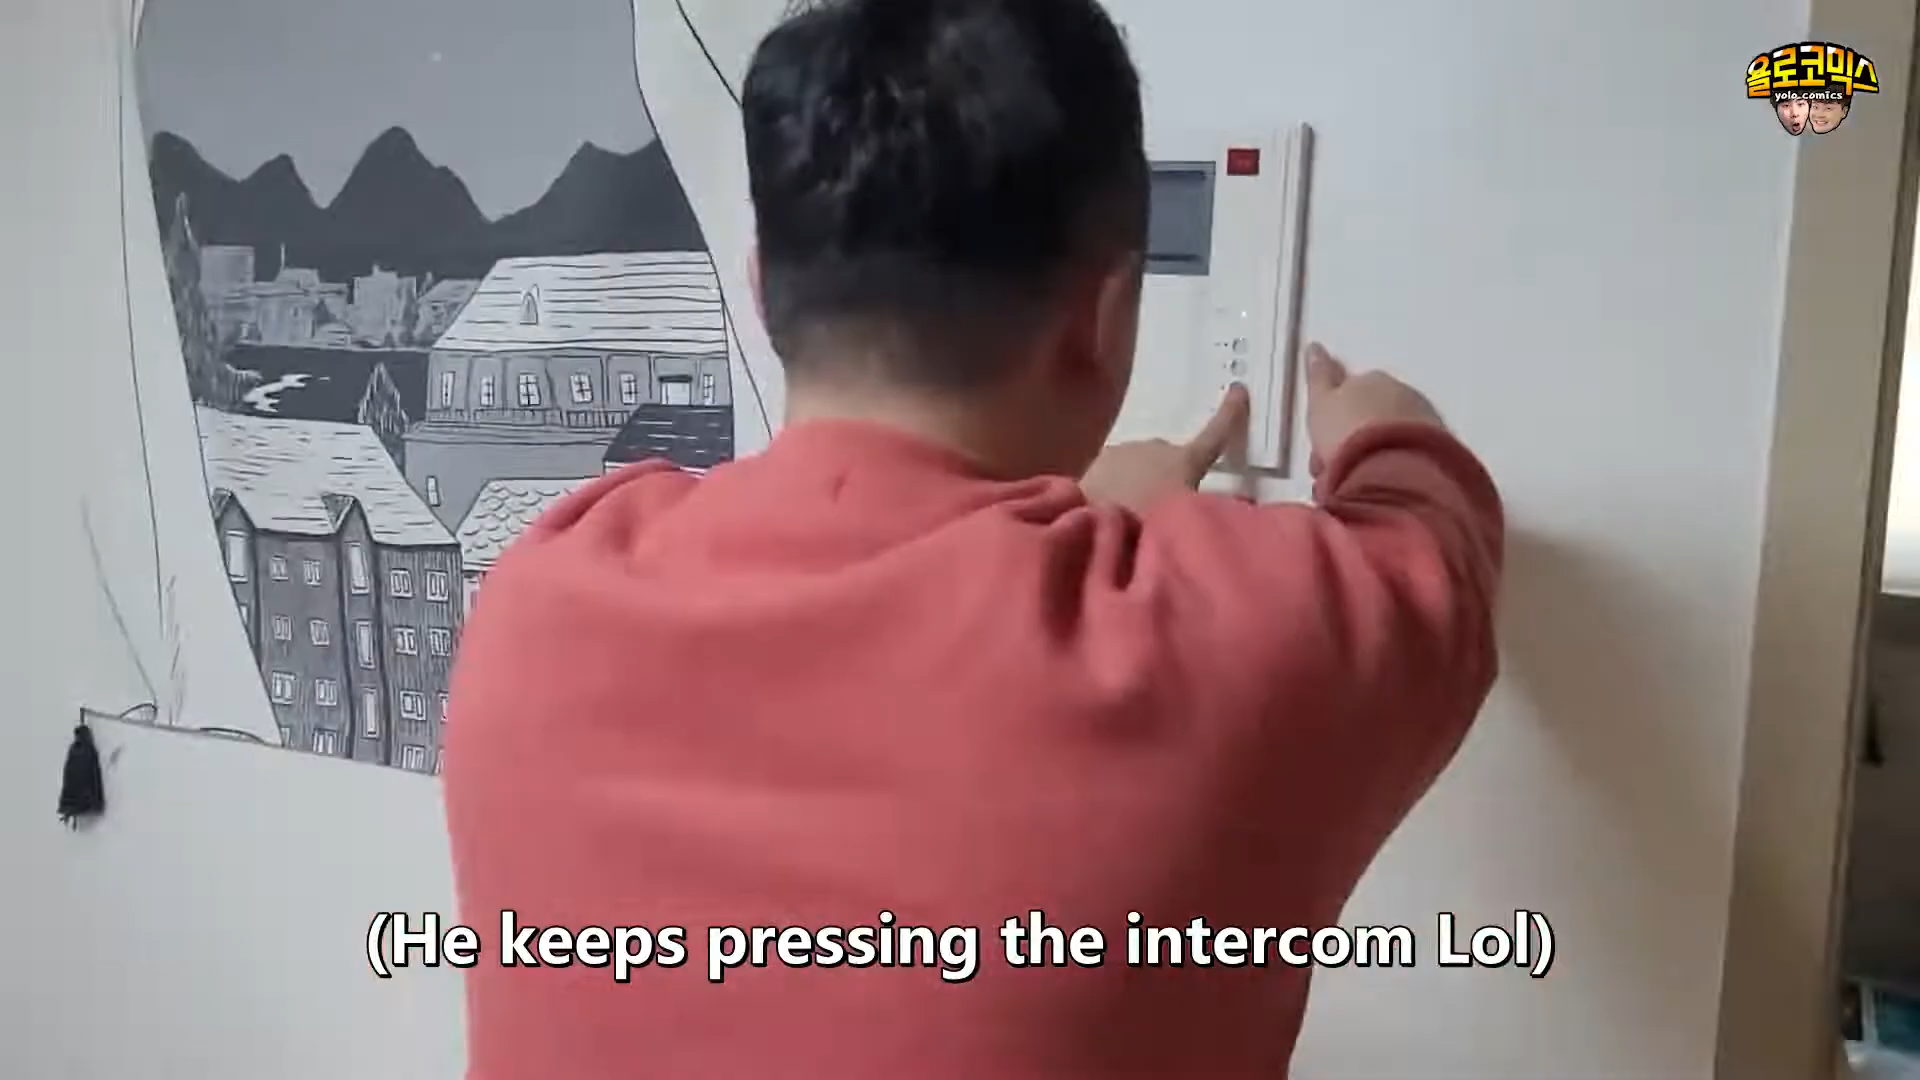 욜로코믹스
yolo comics
(He keeps pressing the intercom Lol)